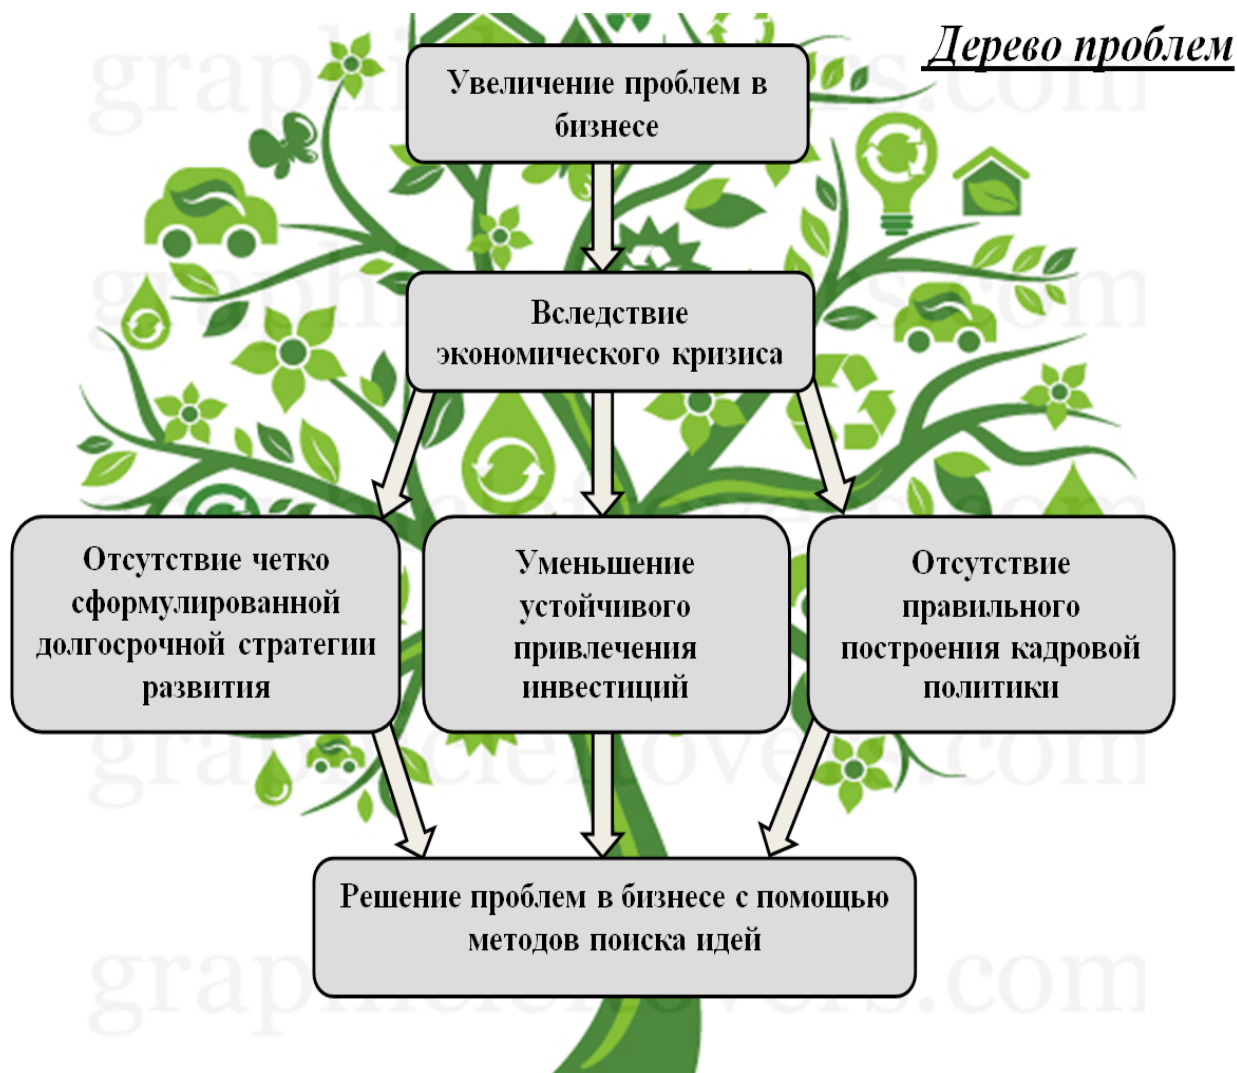 Дерево проблем
Увеличение проблем в
бизнесе
Вследствие
экономического кризиса
Отсутствие четко
сформулированной
долгосрочной стратегии
развития
Уменьшение
устойчивого
привлечения
инвестиций
Отсутствие
правильного
построения кадровой
политики
Решение проблем в бизнесе с помощью
методов поиска идей